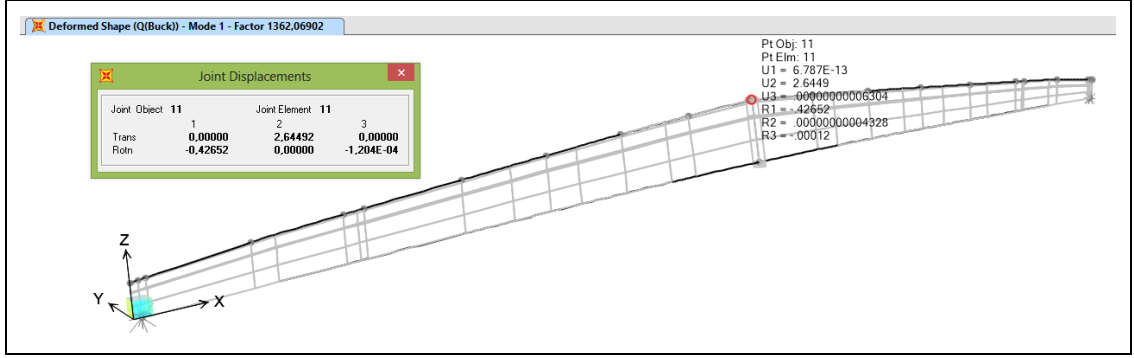 Deformed Shape (Q(Buck)) - Mode 1 - Factor 1362,06902
Joint Displacements
Joint Object 11 Joint Element 11
1 2 3
Trans 0,00000 2,64492 0,00000
Rotn -0,42652 0,00000 -1,204E-04
Pt Obj: 11
Pt Elm: 11
U1 = 6.787E-13
U2 = 2.6449
U3 = .00000000006304
R1 = -.42652
R2 = .00000000004328
R3 = -.00012
Z
Y
X